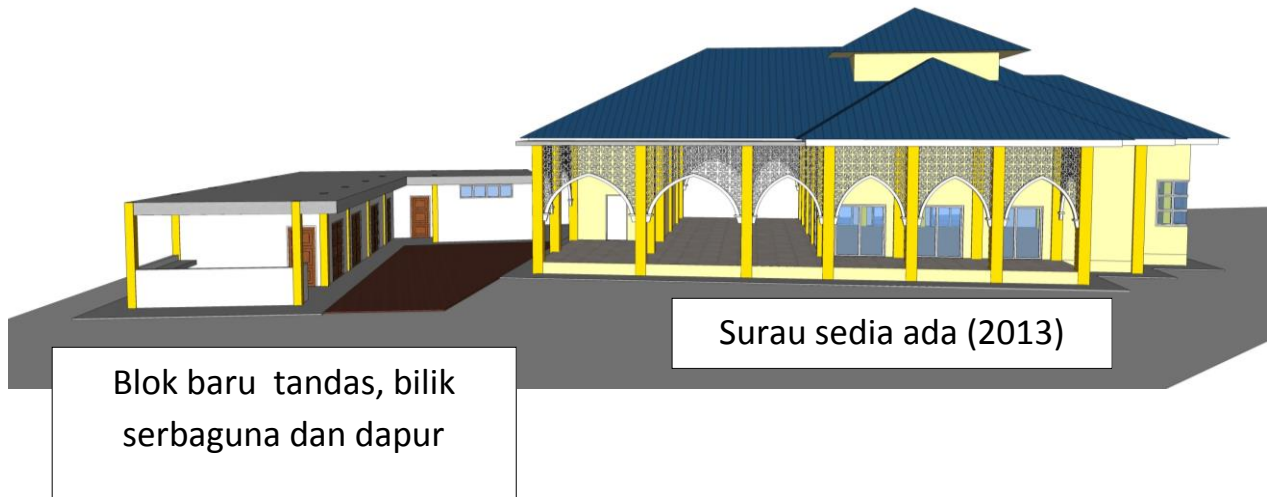 Surau sedia ada (2013)
Blok baru tandas, bilik
serbaguna dan dapur